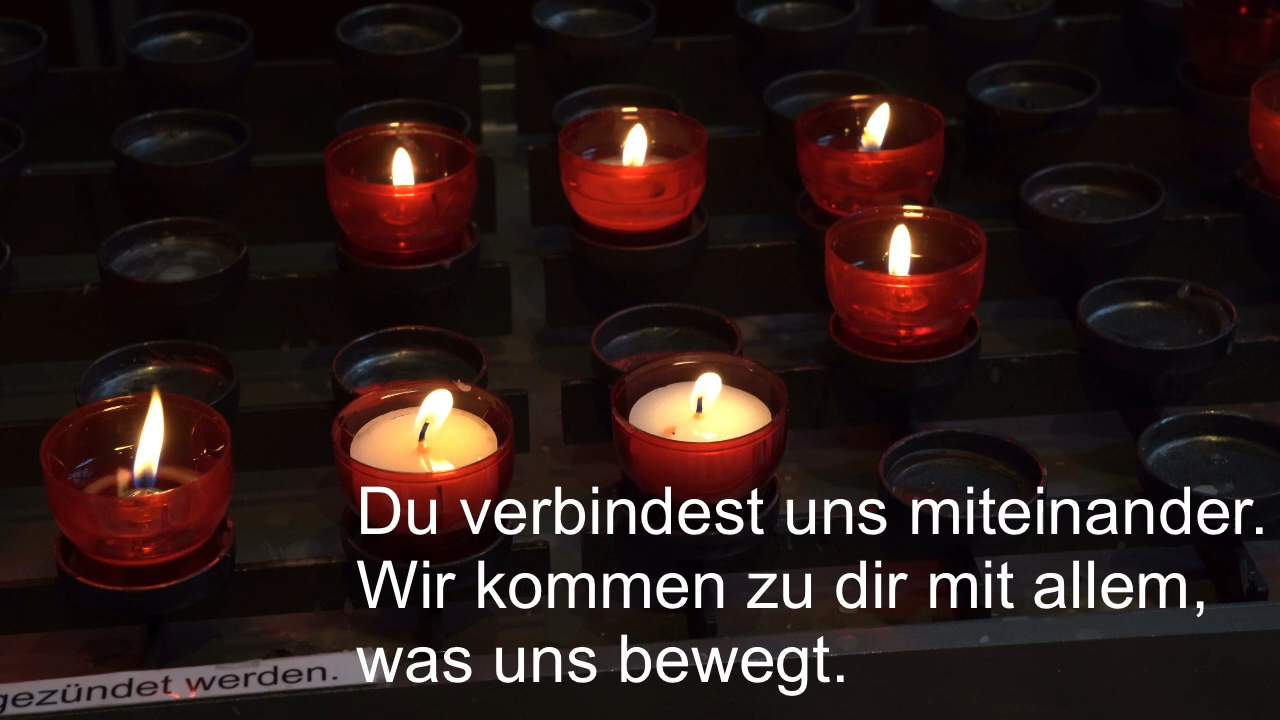 Du verbindest uns miteinander.
Wir kommen zu dir mit allem,
was uns bewegt.
gezündet werden.